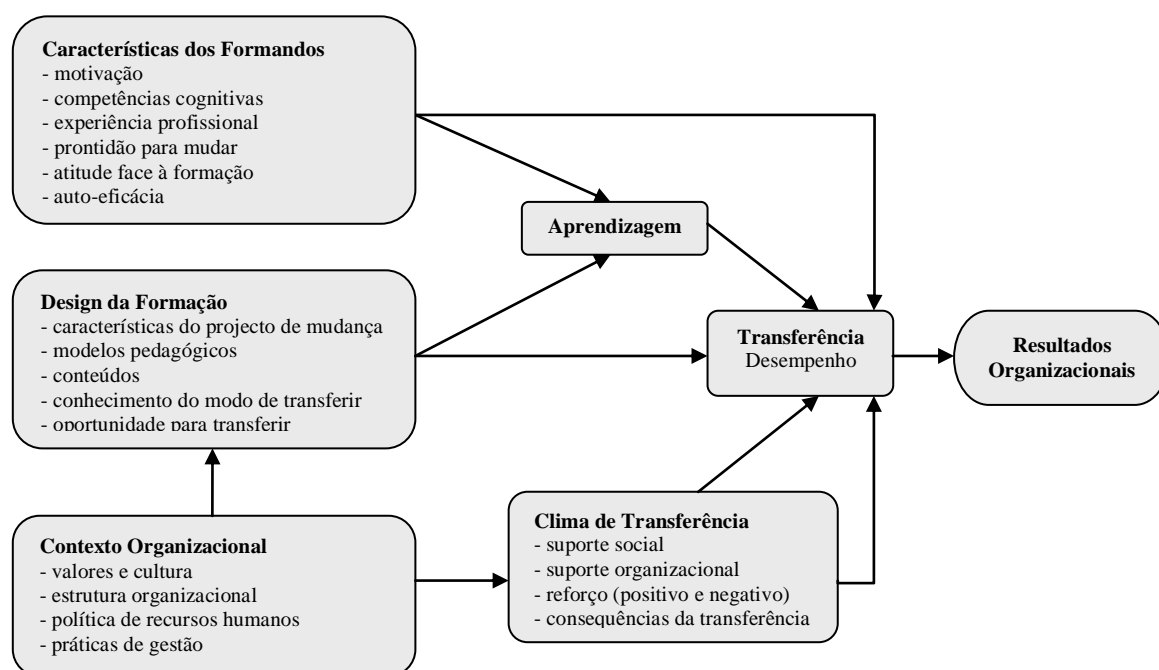 Características dos Formandos
- motivação
- competências cognitivas
- experiência profissional
- prontidão para mudar
- atitude face à formação
- auto-eficácia
Aprendizagem
Design da Formação
- características do projecto de mudança
- modelos pedagógicos
- conteúdos
- conhecimento do modo de transferir
- oportunidade para transferir
Transferência
Desempenho
Resultados
Organizacionais
Contexto Organizacional
- valores e cultura
- estrutura organizacional
- política de recursos humanos
- práticas de gestão
Clima de Transferência
- suporte social
- suporte organizacional
- reforço (positivo e negativo)
- consequências da transferência